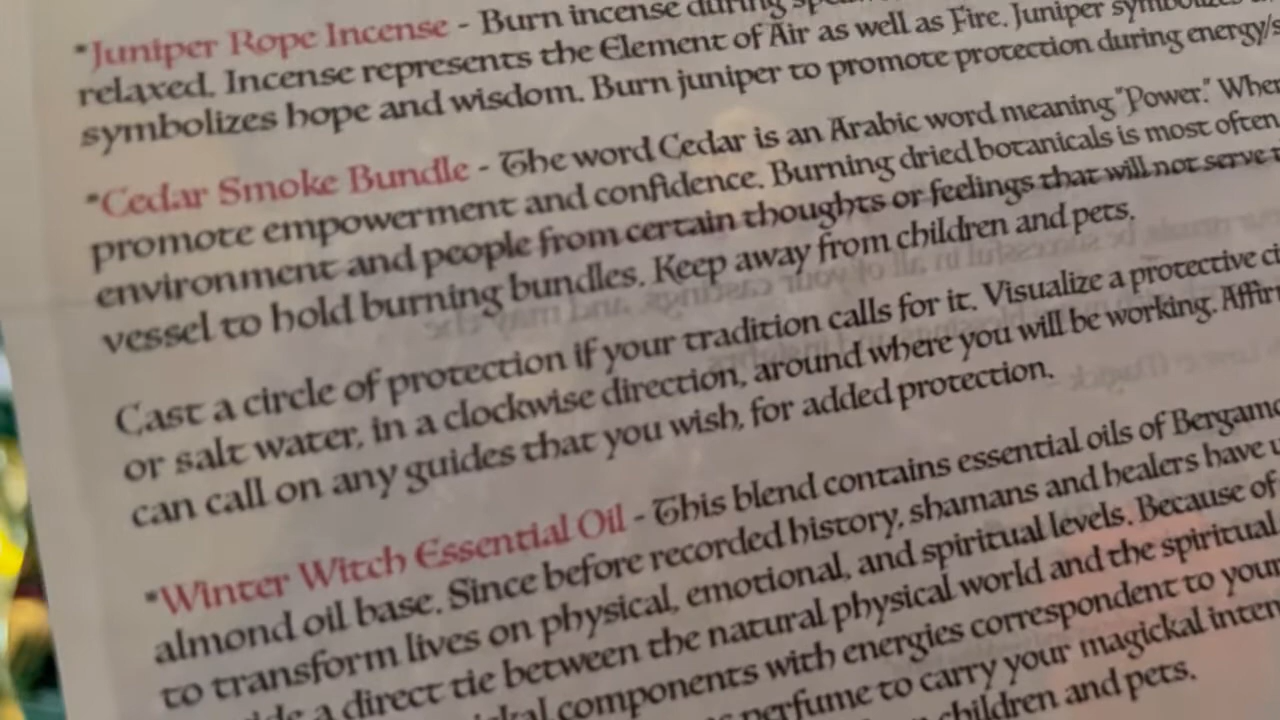 *Juniper Rope Incense - Burn incense during
relaxed. Incense represents the Element of Air as well as Fire. Juniper
symbolizes hope and wisdom. Burn juniper to promote protection during energy/s
*Cedar Smoke Bundle - The word Cedar is an Arabic word meaning "Power." When
promote empowerment and confidence. Burning dried botanicals is most often
environment and people from certain thoughts or feelings that will not serve
vessel to hold burning bundles. Keep away from children and pets.
Cast a circle of protection if your tradition calls for it. Visualize a protective ci
or salt water, in a clockwise direction, around where you will be working. Affir
can call on any guides that you wish, for added protection.
*Winter Witch Essential Oil - This blend contains essential oils of Bergamo
almond oil base. Since before recorded history, shamans and healers have u
to transform lives on physical, emotional, and spiritual levels. Because of
a direct tie between the natural physical world and the spiritual
components with energies correspondent to your
perfume to carry your magickal inten
children and pets.